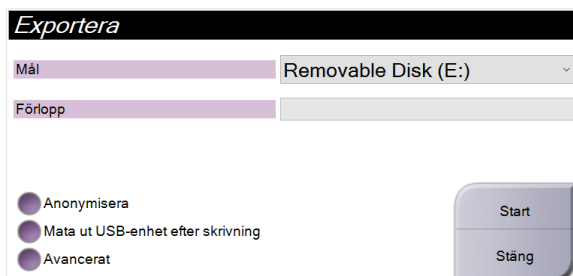 Exportera
Mål
Removable Disk (E:)
Förlopp
Anonymisera
Mata ut USB-enhet efter skrivning
Avancerat
Start
Stäng